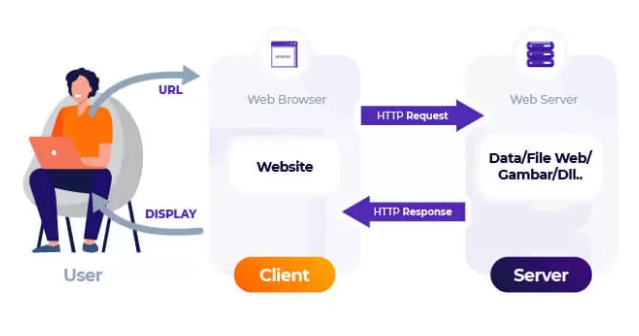 URL
DISPLAY
User
Web Browser
Website
Client
HTTP Request
HTTP Response
Web Server
Data/File Web/
Gambar/Dll..
Server